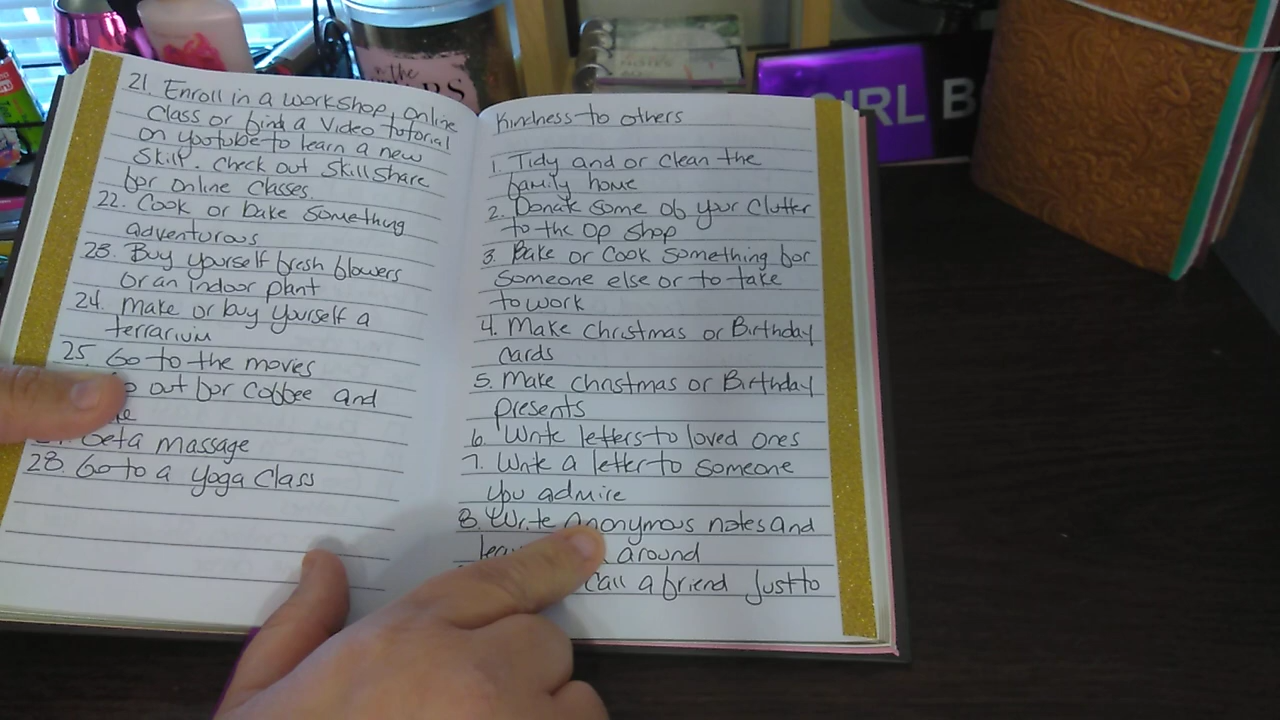 21. Enroll in a workshop, online
Class or find a video tutorial
on youtube to learn a new
skill. check out skillshare
for online classes.
22. Cook or bake something
adventurous
23. Buy yourself fresh flowers
or an indoor plant
24. Make or buy yourself a
terrarium
25. Go to the movies
out for coffee and
Get a massage
28. Go to a yoga class
Kindness to others
1. Tidy and or clean the
family home
2. Donate some of your clutter
to the op shop
3. Bake or cook something for
someone else or to take
to work
4. Make christmas or Birthday
cards
5. Make christmas or Birthday
presents
6. Write letters to loved ones
7. Write a letter to someone
you admire
8. Write anonymous notes and
around
call a friend just to
the
GIRL B